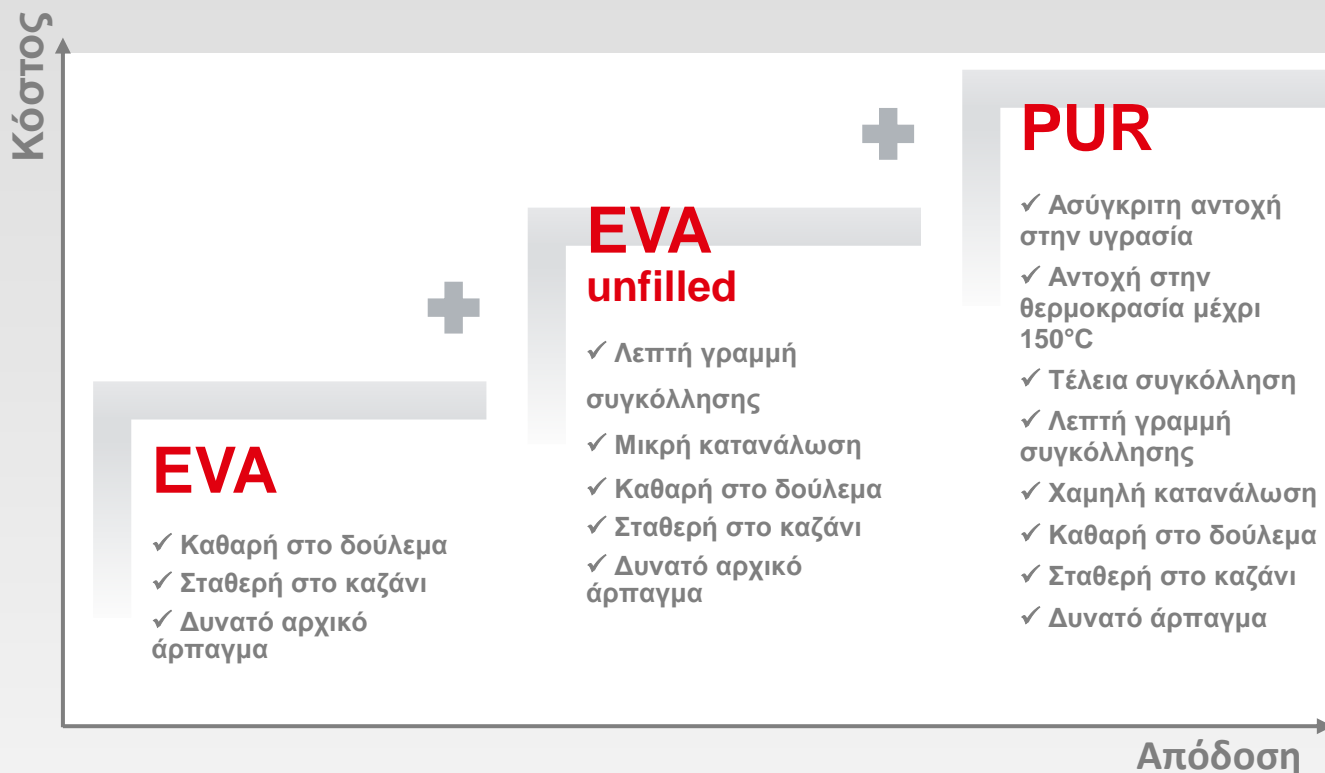 Κόστος
EVA
✓ Καθαρή στο δούλεμα
✓ Σταθερή στο καζάνι
✓ Δυνατό αρχικό
άρπαγμα
EVA
unfilled
✓ Λεπτή γραμμή
συγκόλλησης
✓ Μικρή κατανάλωση
✓ Καθαρή στο δούλεμα
✓ Σταθερή στο καζάνι
✓ Δυνατό αρχικό
άρπαγμα
PUR
✓ Ασύγκριτη αντοχή
στην υγρασία
✓ Αντοχή στην
θερμοκρασία μέχρι
150°C
✓ Τέλεια συγκόλληση
✓ Λεπτή γραμμή
συγκόλλησης
✓ Χαμηλή κατανάλωση
✓ Καθαρή στο δούλεμα
✓ Σταθερή στο καζάνι
✓ Δυνατό άρπαγμα
Απόδοση